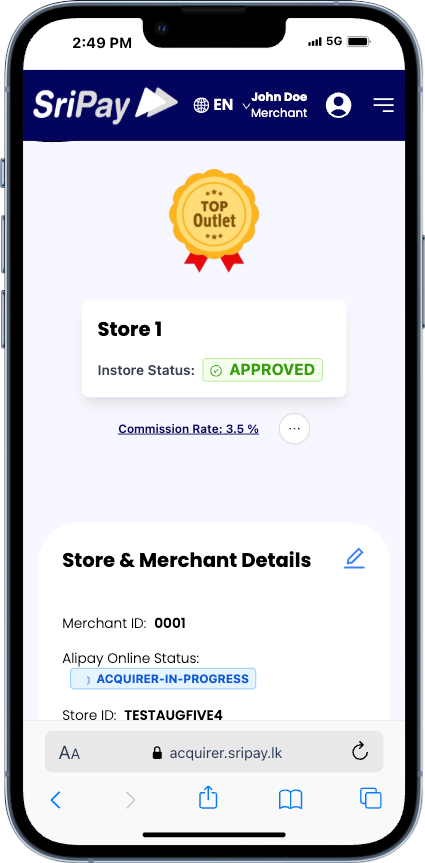 2:49 PM
5G
SriPay
EN
John Doe
Merchant
TOP
Outlet
Store 1
Instore Status: APPROVED
Commission Rate: 3.5 %
...
Store & Merchant Details
Merchant ID: 0001
Alipay Online Status:
ACQUIRER-IN-PROGRESS
Store ID: TESTAUGFIVE4
AA
acquirer.sripay.lk